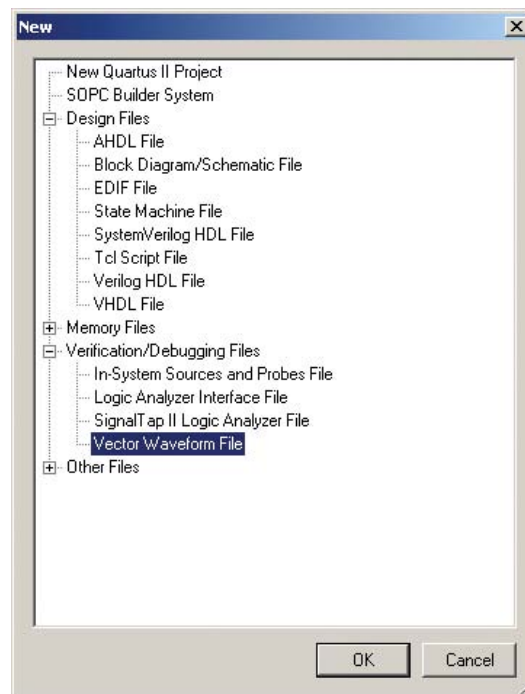 New
New Quartus II Project
SOPC Builder System
Design Files
AHDL File
Block Diagram/Schematic File
EDIF File
State Machine File
SystemVerilog HDL File
Tcl Script File
Verilog HDL File
VHDL File
Memory Files
Verification/Debugging Files
In-System Sources and Probes File
Logic Analyzer Interface File
SignalTap II Logic Analyzer File
Vector Waveform File
Other Files
OK
Cancel